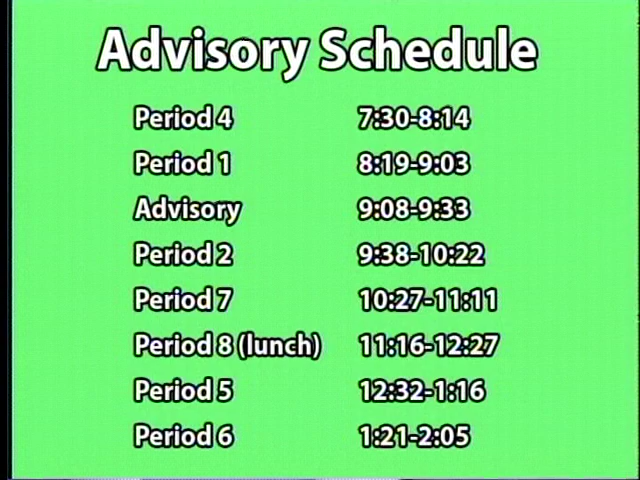 Advisory Schedule
Period 4 7:30-8:14
Period 1 8:19-9:03
Advisory 9:08-9:33
Period 2 9:38-10:22
Period 7 10:27-11:11
Period 8 (lunch) 11:16-12:27
Period 5 12:32-1:16
Period 6 1:21-2:05